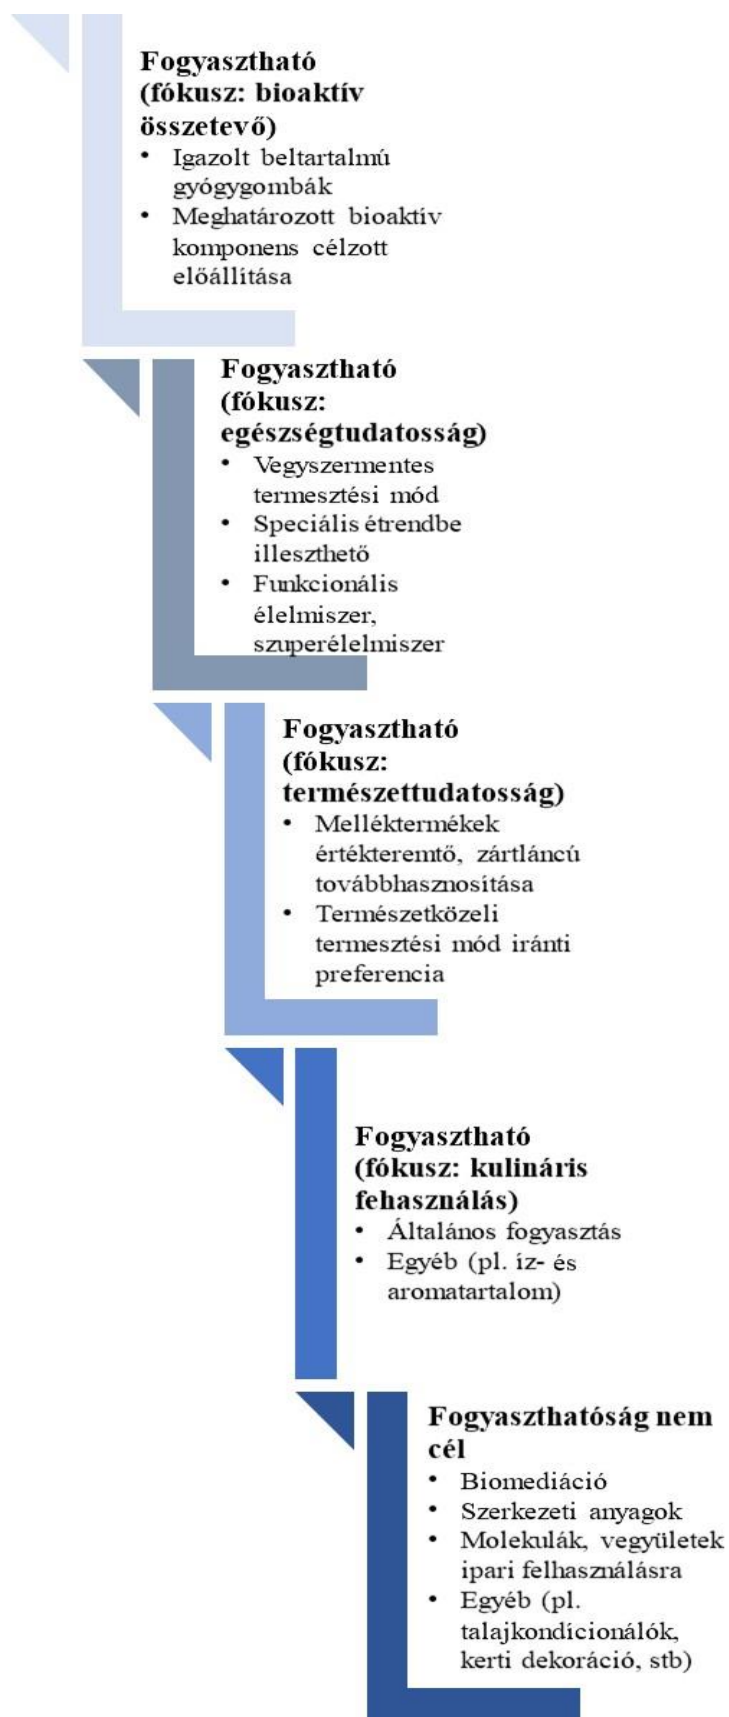 Fogyasztható
(fókusz: bioaktív
összetevő)
• Igazolt beltartalmú
gyógygombák
• Meghatározott bioaktív
komponens célzott
előállítása
Fogyasztható
(fókusz:
egészségtudatosság)
• Vegyszermentes
termesztési mód
• Speciális étrendbe
illeszthető
• Funkcionális
élelmiszer,
szuperélelmiszer
Fogyasztható
(fókusz:
természettudatosság)
• Melléktermékek
értékteremtő, zártláncú
továbbhasznosítása
• Természetközeli
termesztési mód iránti
preferencia
Fogyasztható
(fókusz: kulináris
fehasználás)
• Általános fogyasztás
• Egyéb (pl. íz- és
aromatartalom)
Fogyaszthatóság nem
cél
• Biomediáció
• Szerkezeti anyagok
• Molekulák, vegyületek
ipari felhasználásra
• Egyéb (pl.
talajkondícionálók,
kerti dekoráció, stb)